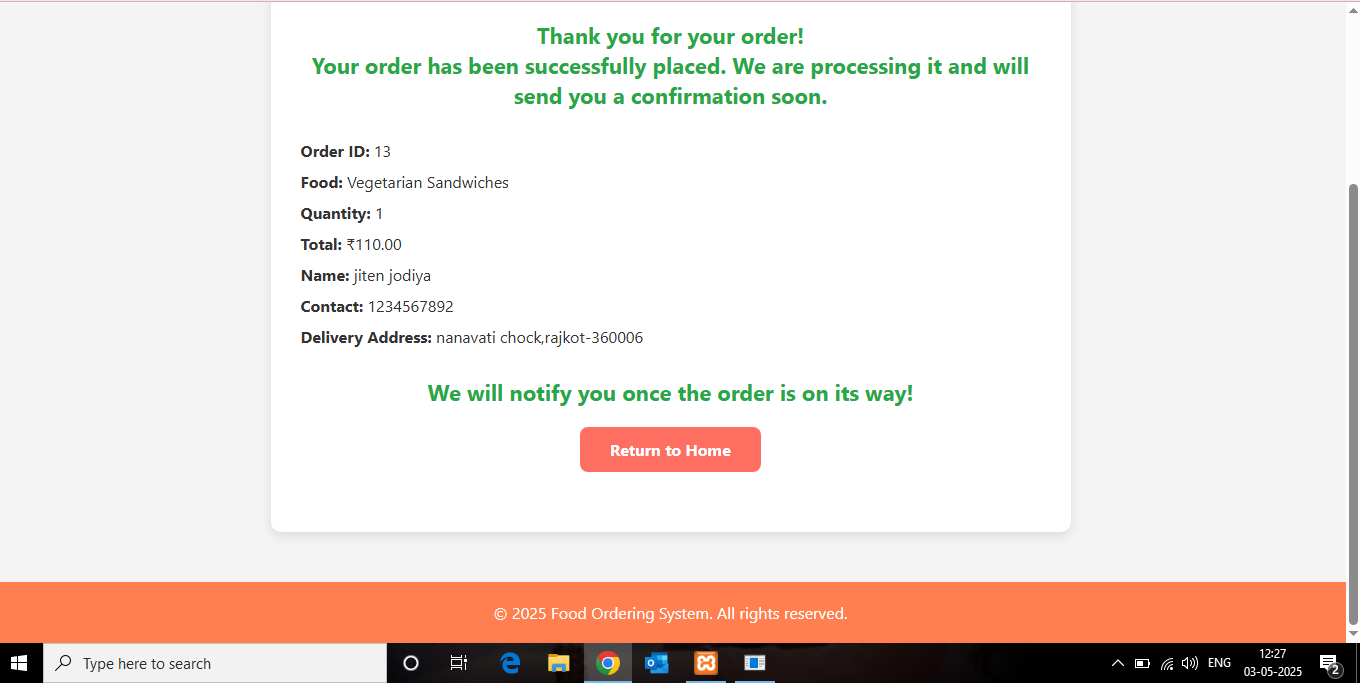 Thank you for your order!
Your order has been successfully placed. We are processing it and will
send you a confirmation soon.
Order ID: 13
Food: Vegetarian Sandwiches
Quantity: 1
Total: ₹110.00
Name: jiten jodiya
Contact: 1234567892
Delivery Address: nanavati chock,rajkot-360006
We will notify you once the order is on its way!
Return to Home
© 2025 Food Ordering System. All rights reserved.
Type here to search
ENG
12:27
03-05-2025
2